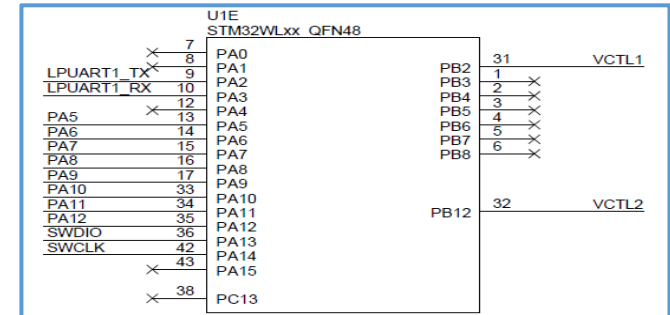 U1E
STM32WLxx QFN48
7 PA0
8 PA1
LPUART1_TX 9 PA2
LPUART1_RX 10 PA3
12 PA4
PA5 13 PA5
PA6 14 PA6
PA7 15 PA7
PA8 16 PA8
PA9 17 PA9
PA10 33 PA10
PA11 34 PA11
PA12 35 PA12
SWDIO 36 PA13
SWCLK 42 PA14
43 PA15
38 PC13
PB2 31 VCTL1
PB3 1
PB4 2
PB5 3
PB6 4
PB7 5
PB8 6
PB12 32 VCTL2